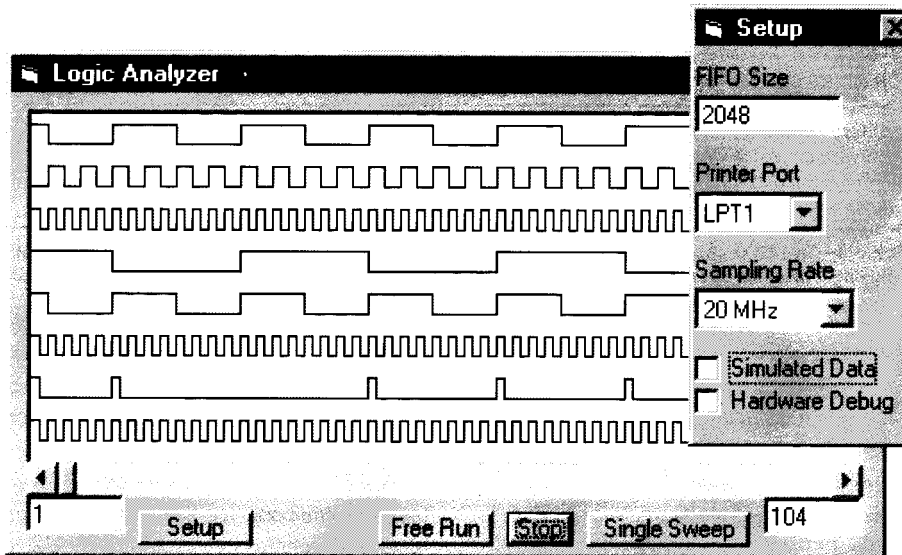 Setup
Logic Analyzer
FIFO Size
2048
Printer Port
LPT1
Sampling Rate
20 MHz
Simulated Data
Hardware Debug
1
Setup
Free Run
Stop
Single Sweep
104